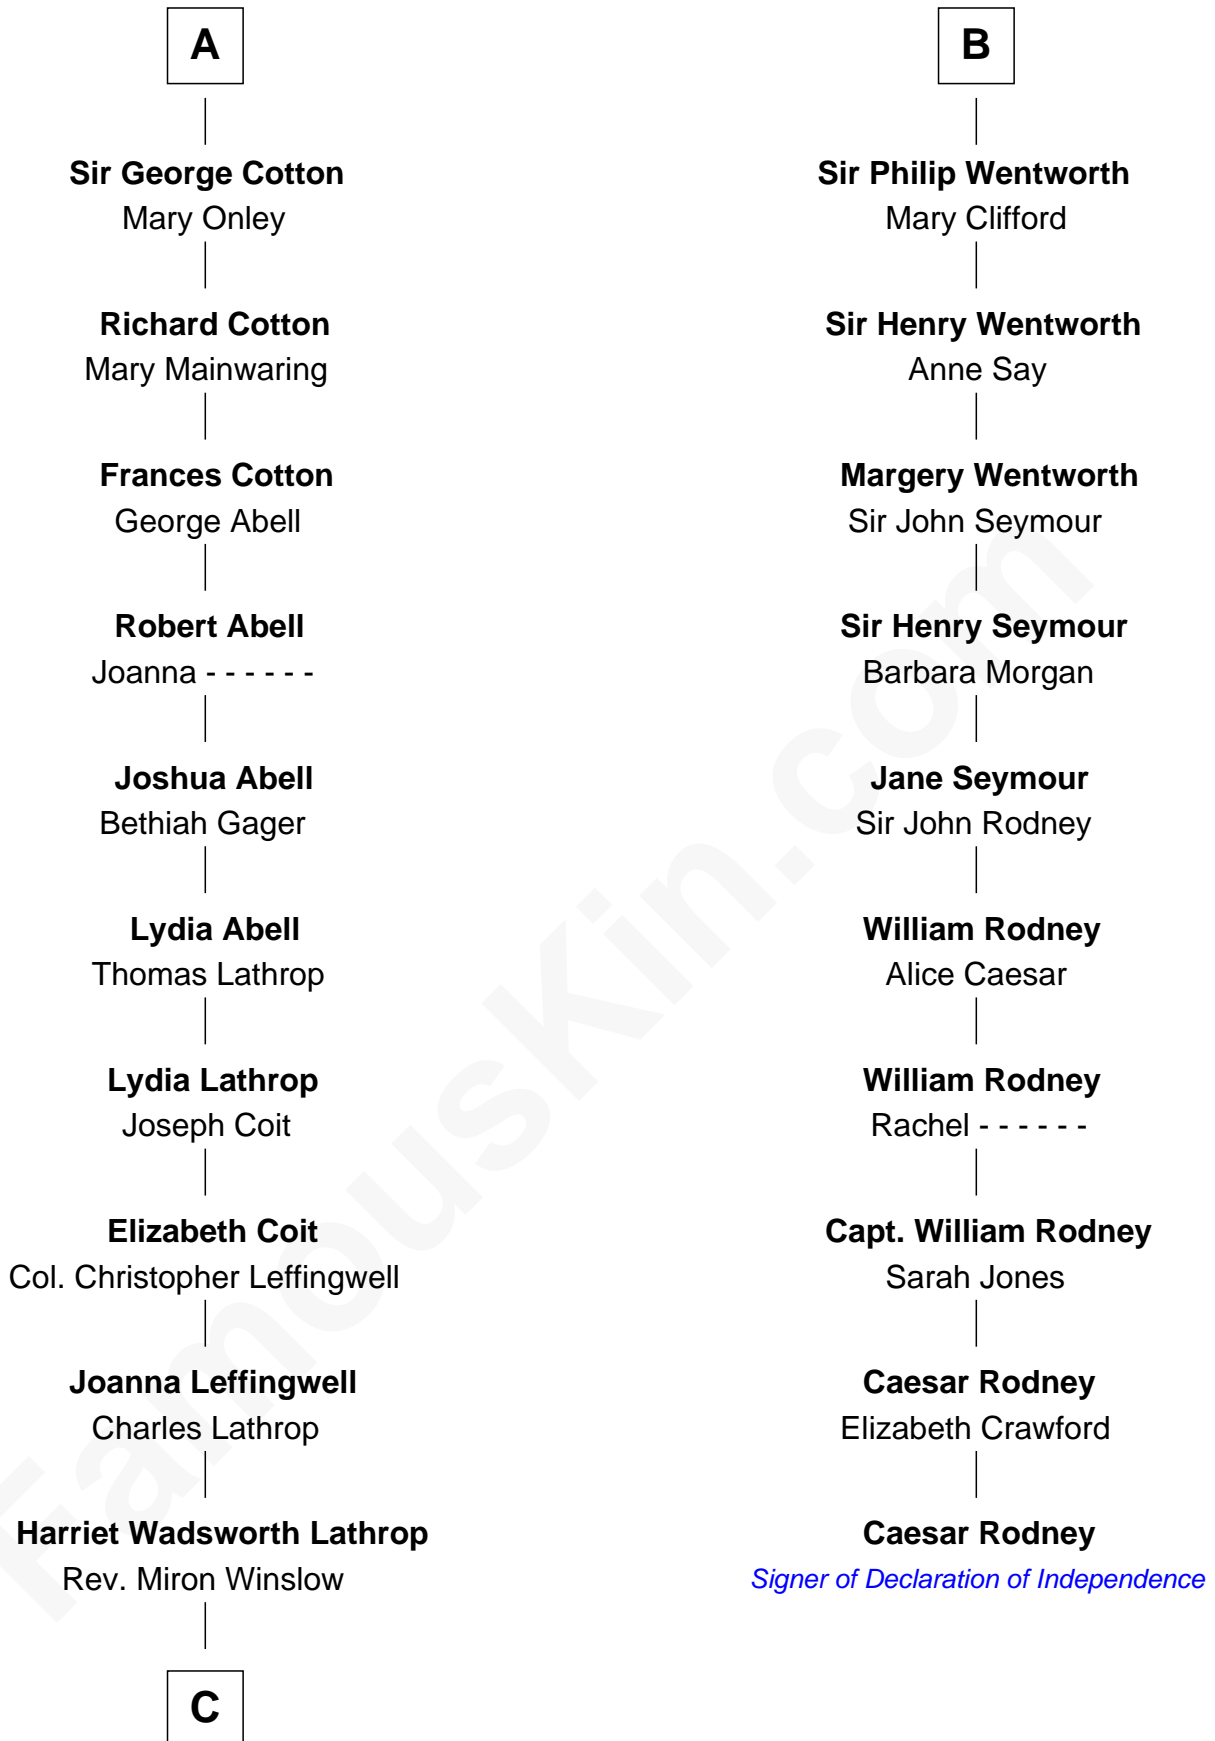 A
Sir George Cotton
Mary Onley
Richard Cotton
Mary Mainwaring
Frances Cotton
George Abell
Robert Abell
Joanna - - - - - -
Joshua Abell
Bethiah Gager
Lydia Abell
Thomas Lathrop
Lydia Lathrop
Joseph Coit
Elizabeth Coit
Col. Christopher Leffingwell
Joanna Leffingwell
Charles Lathrop
Harriet Wadsworth Lathrop
Rev. Miron Winslow
C
B
Sir Philip Wentworth
Mary Clifford
Sir Henry Wentworth
Anne Say
Margery Wentworth
Sir John Seymour
Sir Henry Seymour
Barbara Morgan
Jane Seymour
Sir John Rodney
William Rodney
Alice Caesar
William Rodney
Rachel - - - - - -
Capt. William Rodney
Sarah Jones
Caesar Rodney
Elizabeth Crawford
Caesar Rodney
Signer of Declaration of Independence
FamousKin.com